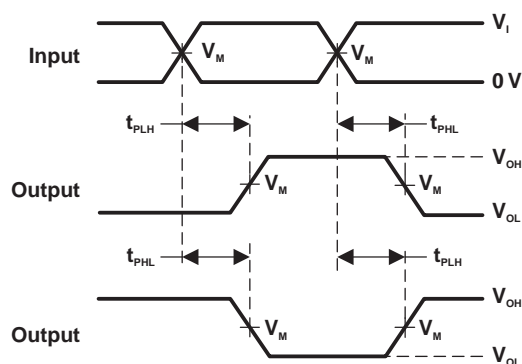 V_I
Input
V_M
V_M
0 V
t_PLH
t_PHL
V_OH
Output
V_M
V_M
V_OL
t_PHL
t_PLH
V_OH
Output
V_M
V_M
V_OL